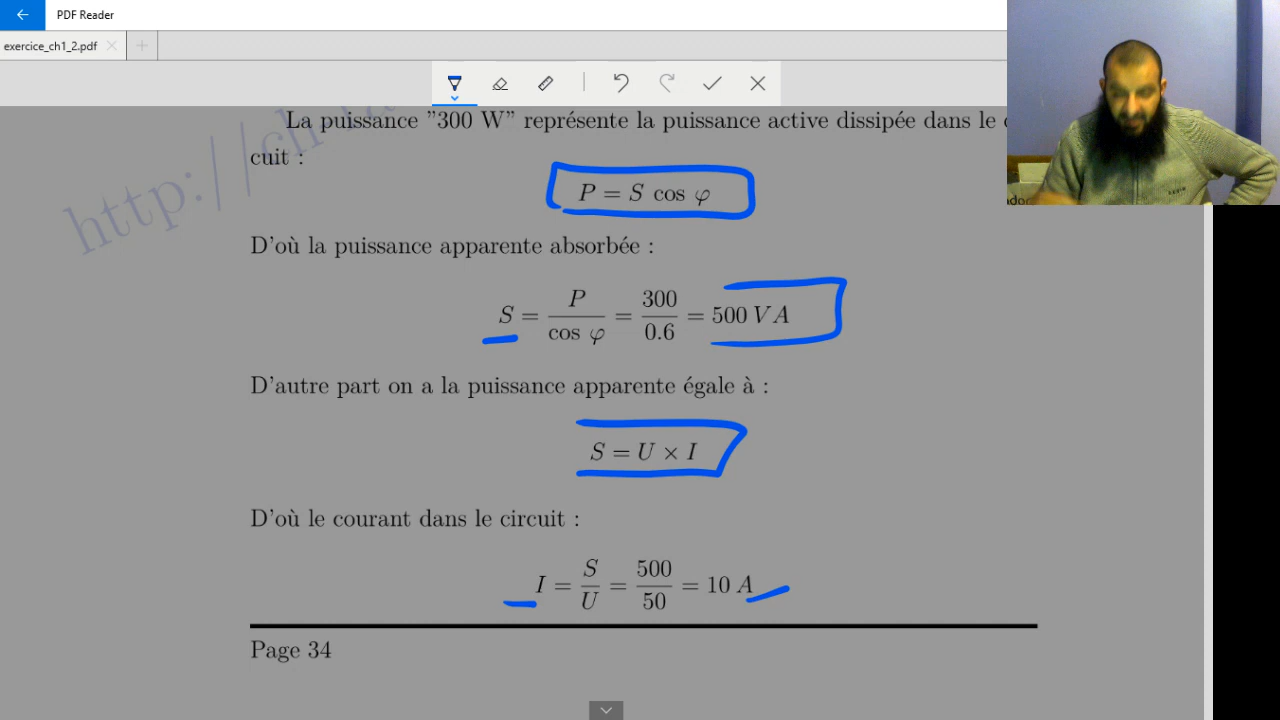 PDF Reader
exercice_ch1_2.pdf
http://
La puissance "300 W" représente la puissance active dissipée dans le
cuit :
P = S cos φ
D'où la puissance apparente absorbée :
S = P / cos φ = 300 / 0.6 = 500 V A
D'autre part on a la puissance apparente égale à :
S = U × I
D'où le courant dans le circuit :
I = S / U = 500 / 50 = 10 A
Page 34